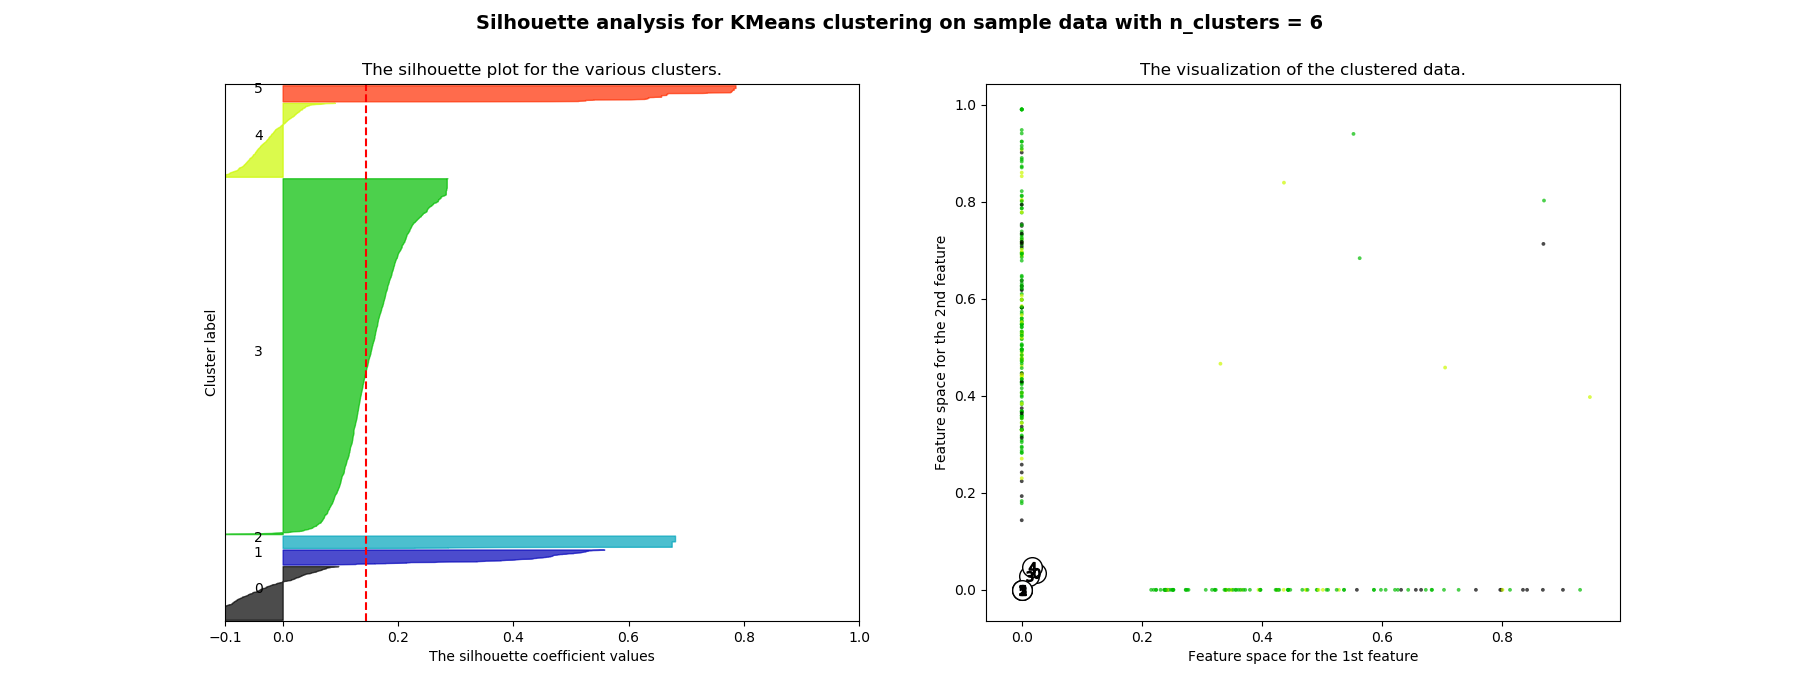 Silhouette analysis for KMeans clustering on sample data with n_clusters = 6
The silhouette plot for the various clusters.
Cluster label
5
4
3
2
1
0
−0.1 0.0 0.2 0.4 0.6 0.8 1.0
The silhouette coefficient values
The visualization of the clustered data.
Feature space for the 2nd feature
1.0
0.8
0.6
0.4
0.2
0.0
4
3 0
0.0 0.2 0.4 0.6 0.8
Feature space for the 1st feature